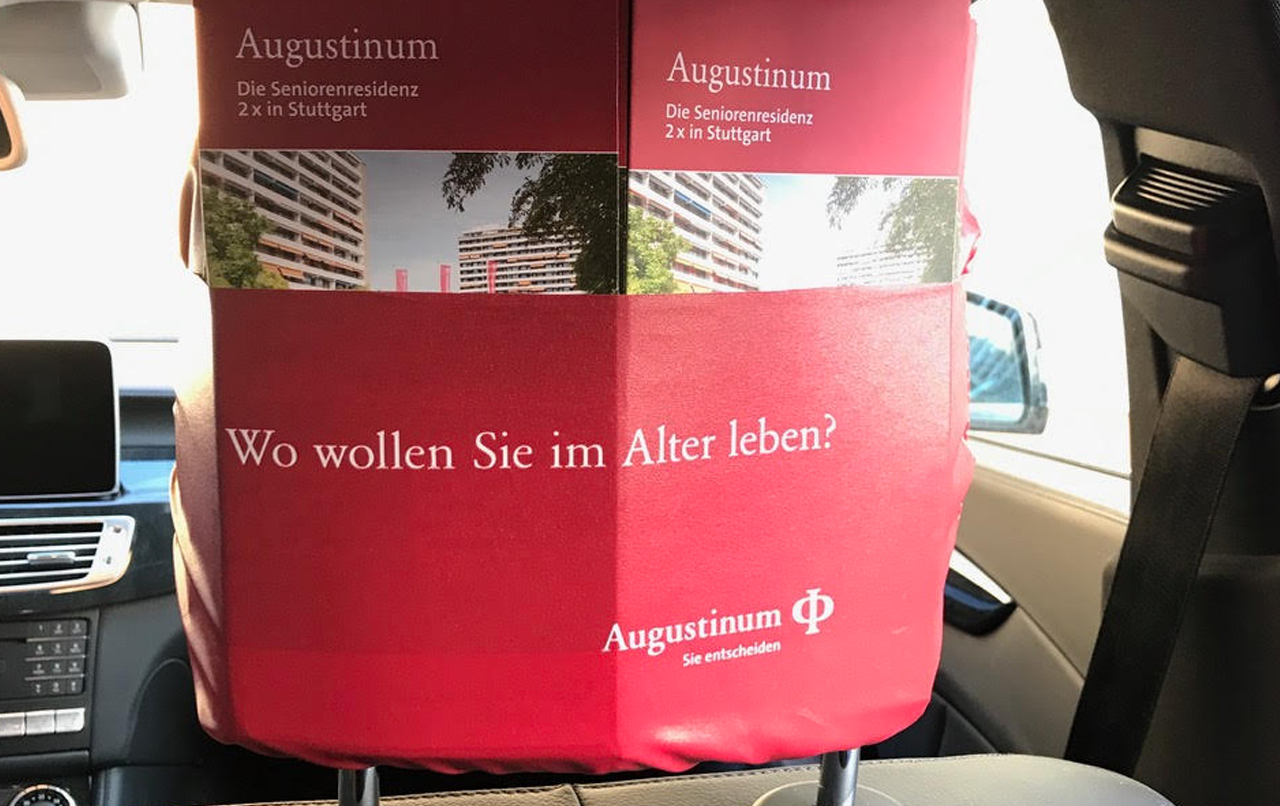 Augustinum
Die Seniorenresidenz
2 x in Stuttgart
Augustinum
Die Seniorenresidenz
2 x in Stuttgart
Wo wollen Sie im Alter leben?
Augustinum
Sie entscheiden